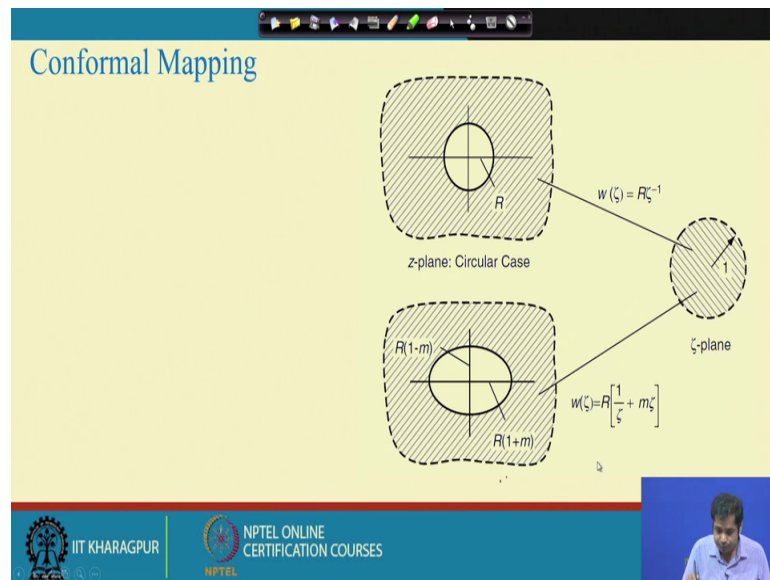 Conformal Mapping
R
w (ζ) = Rζ⁻¹
z-plane: Circular Case
1
ζ-plane
R(1-m)
R(1+m)
w(ζ)=R[1/ζ + mζ]
IIT KHARAGPUR
NPTEL
NPTEL ONLINE
CERTIFICATION COURSES